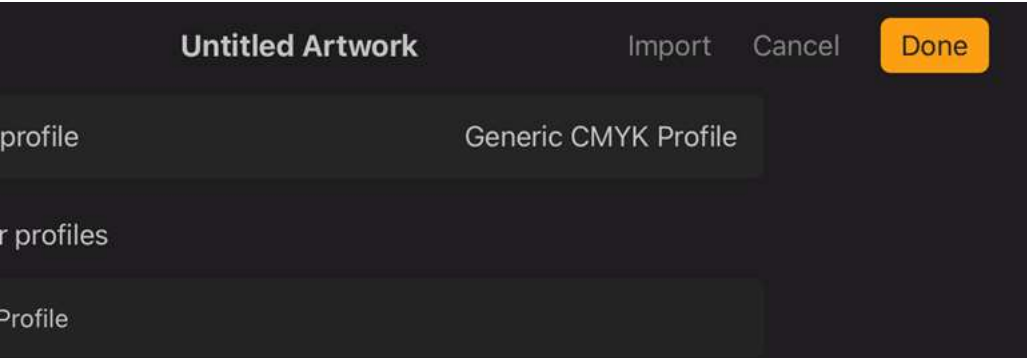 Untitled Artwork Import Cancel Done
profile Generic CMYK Profile
r profiles
Profile